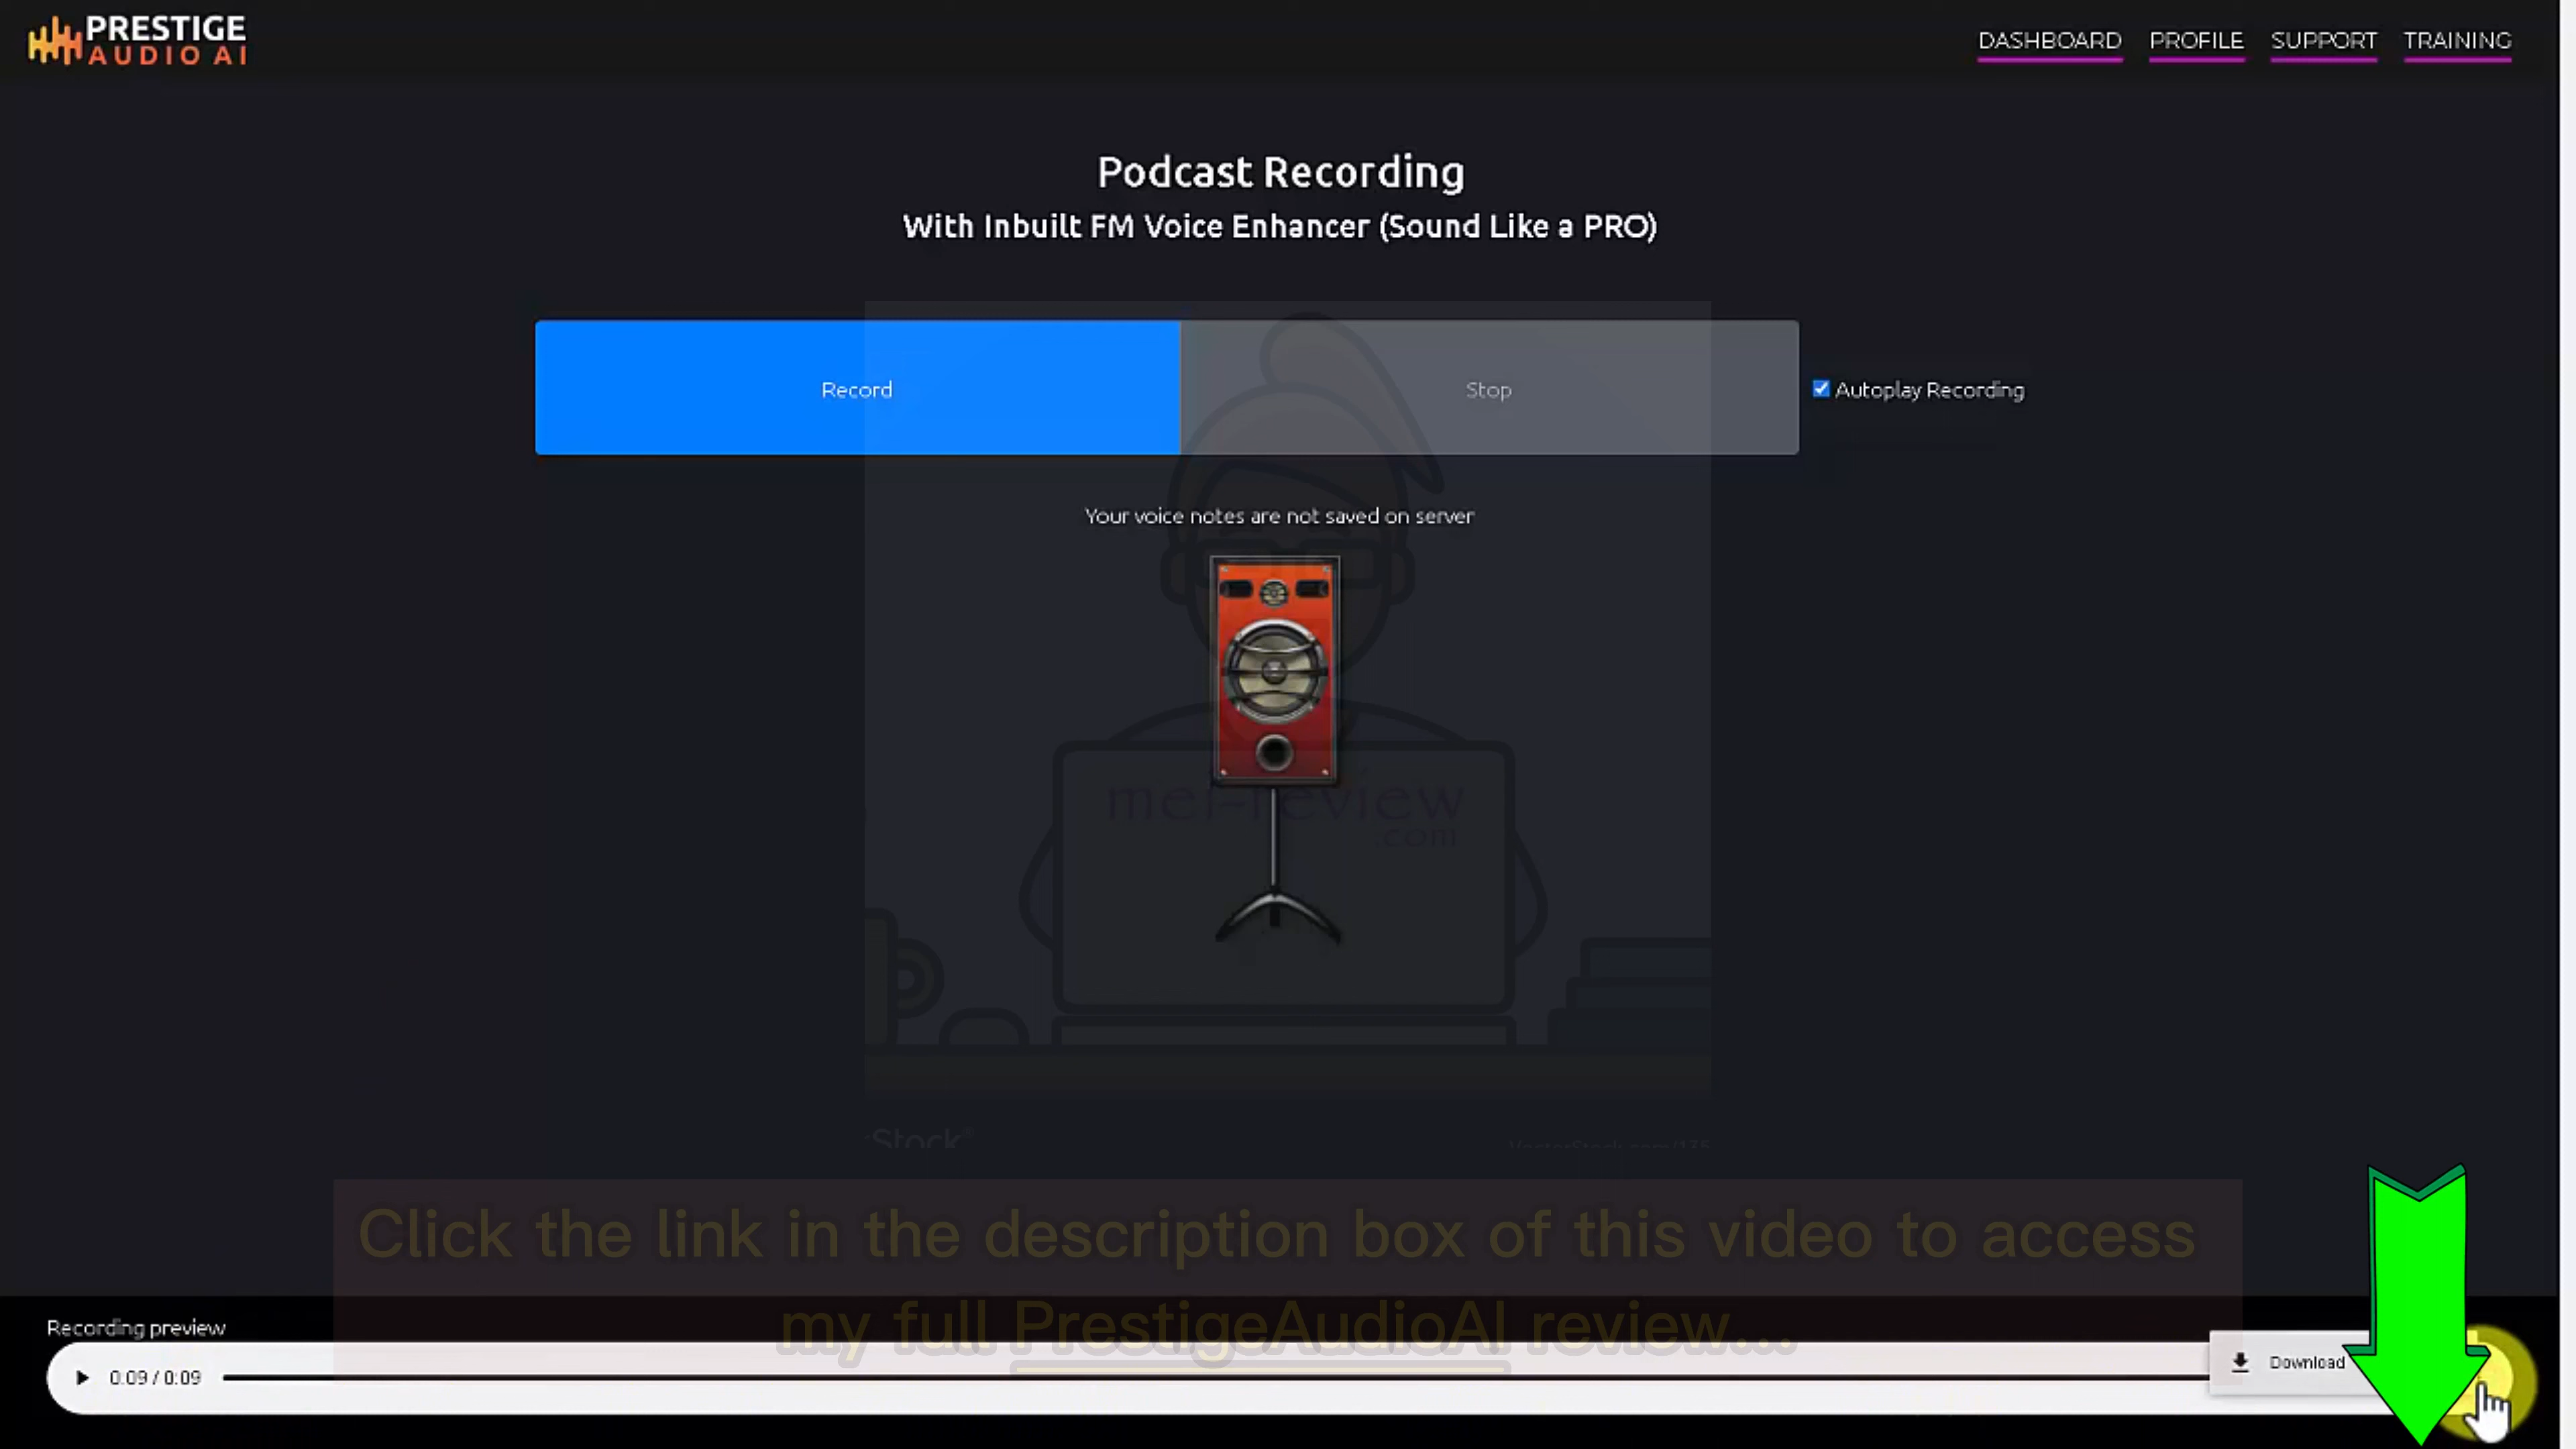 PRESTIGE
AUDIO AI
DASHBOARD PROFILE SUPPORT TRAINING
Podcast Recording
With Inbuilt FM Voice Enhancer (Sound Like a PRO)
Record Stop Autoplay Recording
Your voice notes are not saved on server
.com
Stock
Click the link in the description box of this video to access
my full PrestigeAudioAI review...
Recording preview
0:09 / 0:09
Download